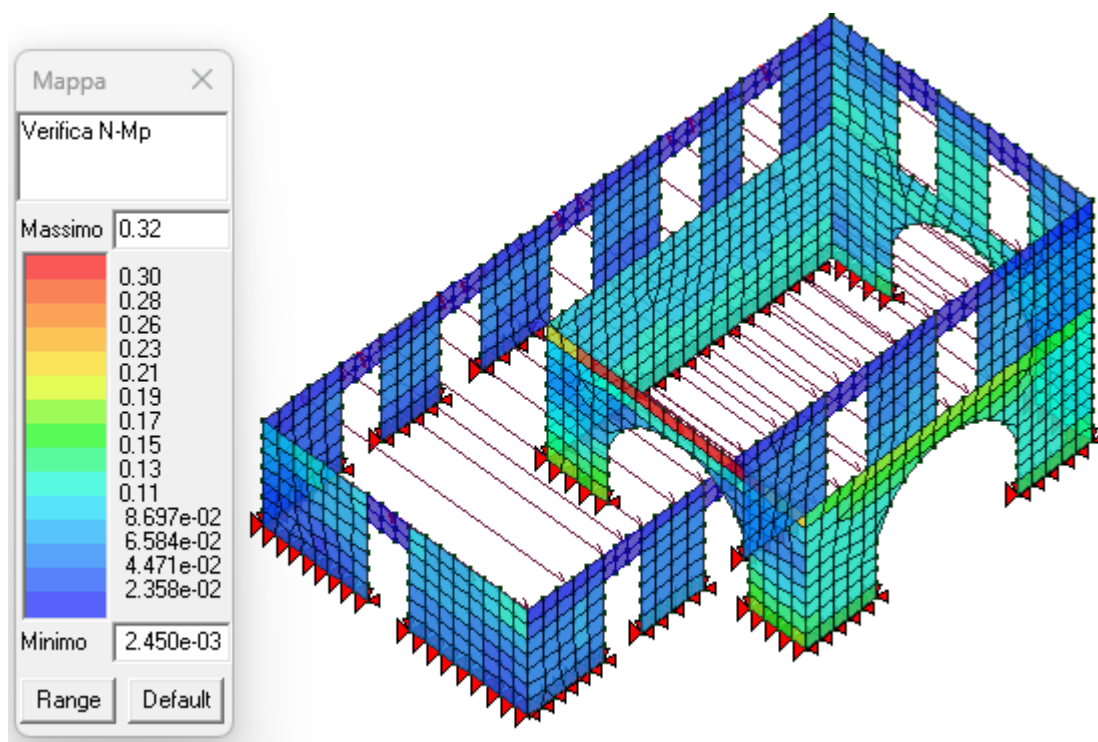 Mappa
Verifica N-Mp
Massimo 0.32
0.30
0.28
0.26
0.23
0.21
0.19
0.17
0.15
0.13
0.11
8.697e-02
6.584e-02
4.471e-02
2.358e-02
Minimo 2.450e-03
Range Default